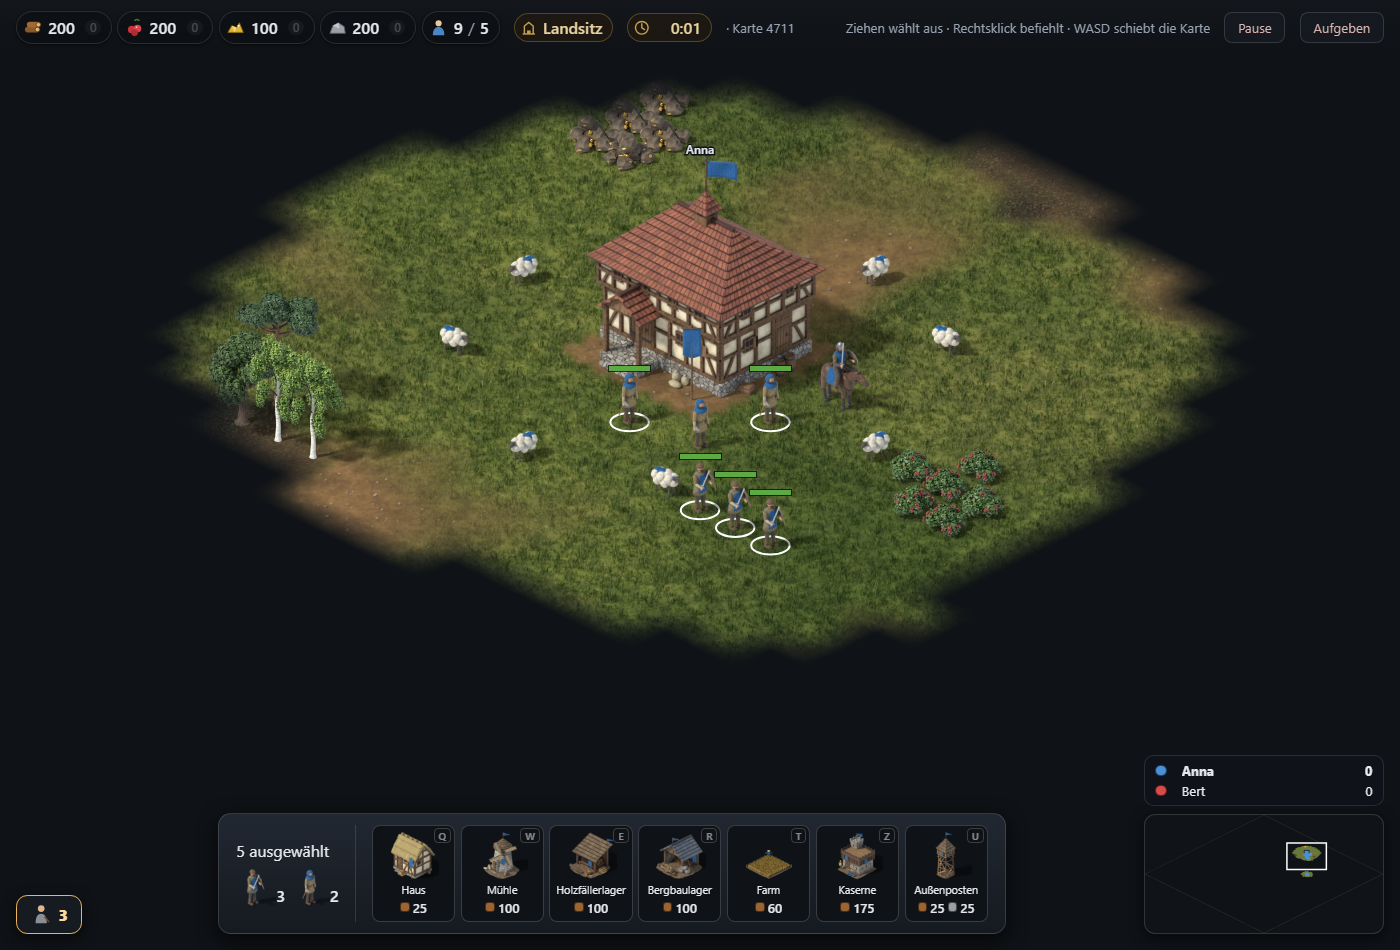 200 0 200 0 100 0 200 0 9 / 5 Landsitz 0:01 · Karte 4711 Ziehen wählt aus · Rechtsklick befiehlt · WASD schiebt die Karte Pause Aufgeben
Anna
Anna 0
Bert 0
5 ausgewählt
3 2
Q W E R T Z U
Haus Mühle Holzfällerlager Bergbaulager Farm Kaserne Außenposten
25 100 100 100 60 175 25 25
3